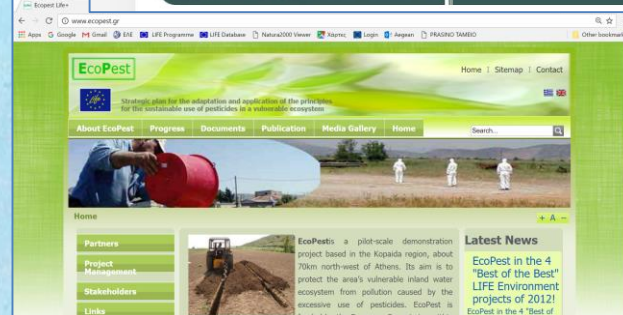 Ecopest Life+
www.ecopest.gr
Apps Google Gmail ΕΛΕ LIFE Programme LIFE Database Natura2000 Viewer Χάρτης Login Aegean PRASINO TAMEIO Other bookmark
EcoPest
Home | Sitemap | Contact
Strategic plan for the adaptation and application of the principles
for the sustainable use of pesticides in a vulnerable ecosystem
About EcoPest Progress Documents Publication Media Gallery Home Search...
Home
+ A -
Partners
Project
Management
Stakeholders
Links
EcoPestis a pilot-scale demonstration
project based in the Kopaida region, about
70km north-west of Athens. Its aim is to
protect the area's vulnerable inland water
ecosystem from pollution caused by the
excessive use of pesticides. EcoPest is
Latest News
EcoPest in the 4
"Best of the Best"
LIFE Environment
projects of 2012!
EcoPest in the 4 "Best of